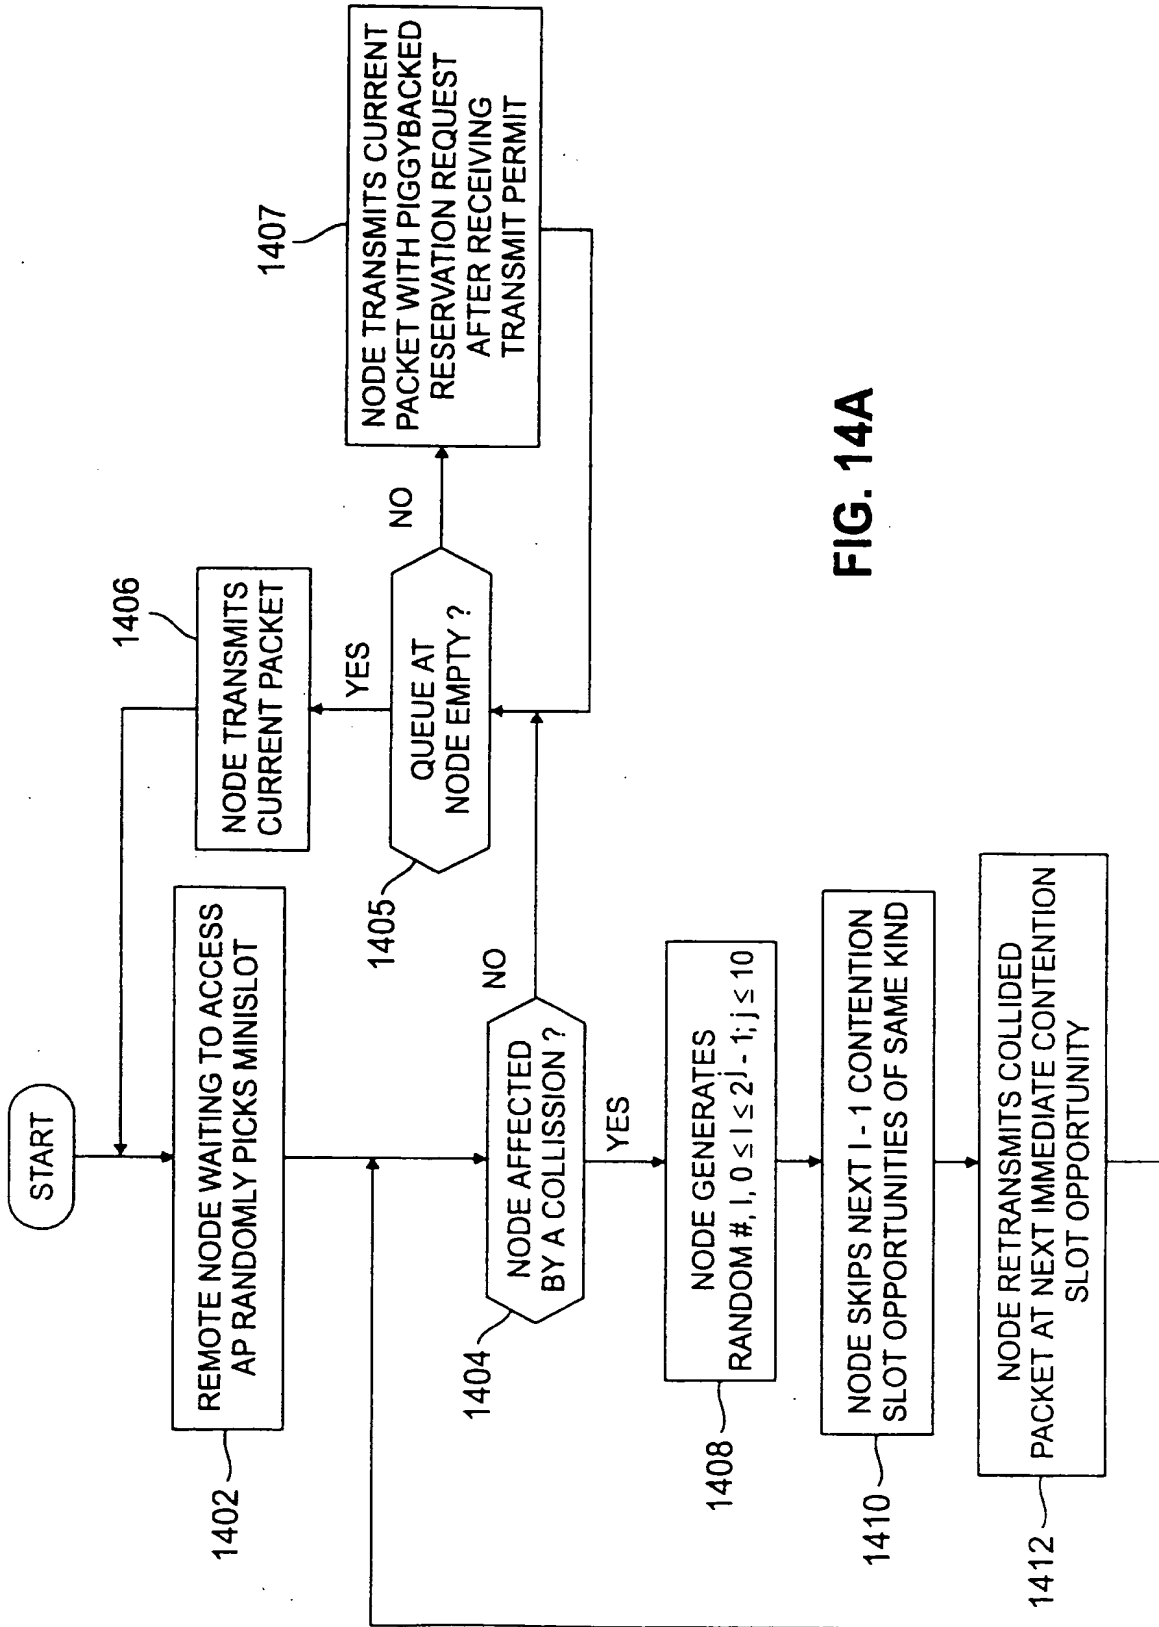 START
REMOTE NODE WAITING TO ACCESS
AP RANDOMLY PICKS MINISLOT
1402
NODE TRANSMITS
CURRENT PACKET
1406
NODE AFFECTED
BY A COLLISSION ?
1404
NO
YES
QUEUE AT
NODE EMPTY ?
1405
YES
NO
NODE TRANSMITS CURRENT
PACKET WITH PIGGYBACKED
RESERVATION REQUEST
AFTER RECEIVING
TRANSMIT PERMIT
1407
NODE GENERATES
RANDOM #, I, 0 ≤ I ≤ 2^j - 1; j ≤ 10
1408
NODE SKIPS NEXT I - 1 CONTENTION
SLOT OPPORTUNITIES OF SAME KIND
1410
NODE RETRANSMITS COLLIDED
PACKET AT NEXT IMMEDIATE CONTENTION
SLOT OPPORTUNITY
1412
FIG. 14A